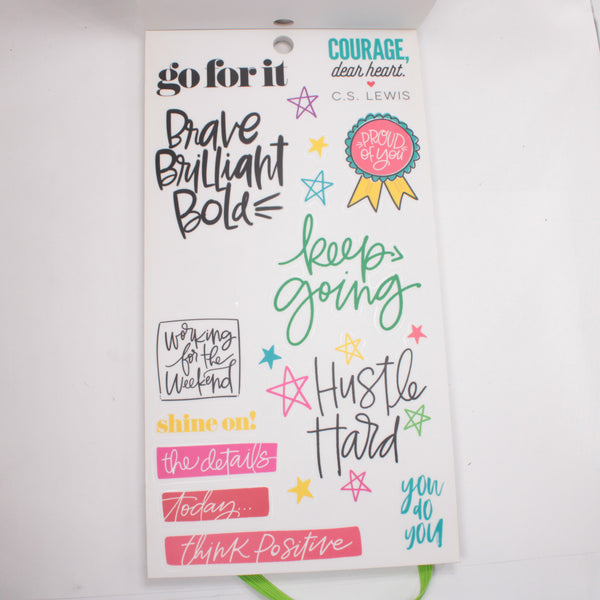 go for it
COURAGE,
dear heart.
C.S. LEWIS
Brave
Brilliant
Bold
PROUD
of you
keep
going
Working
for the
Weekend
Hustle
Hard
shine on!
the details
today...
think positive
you
do
you